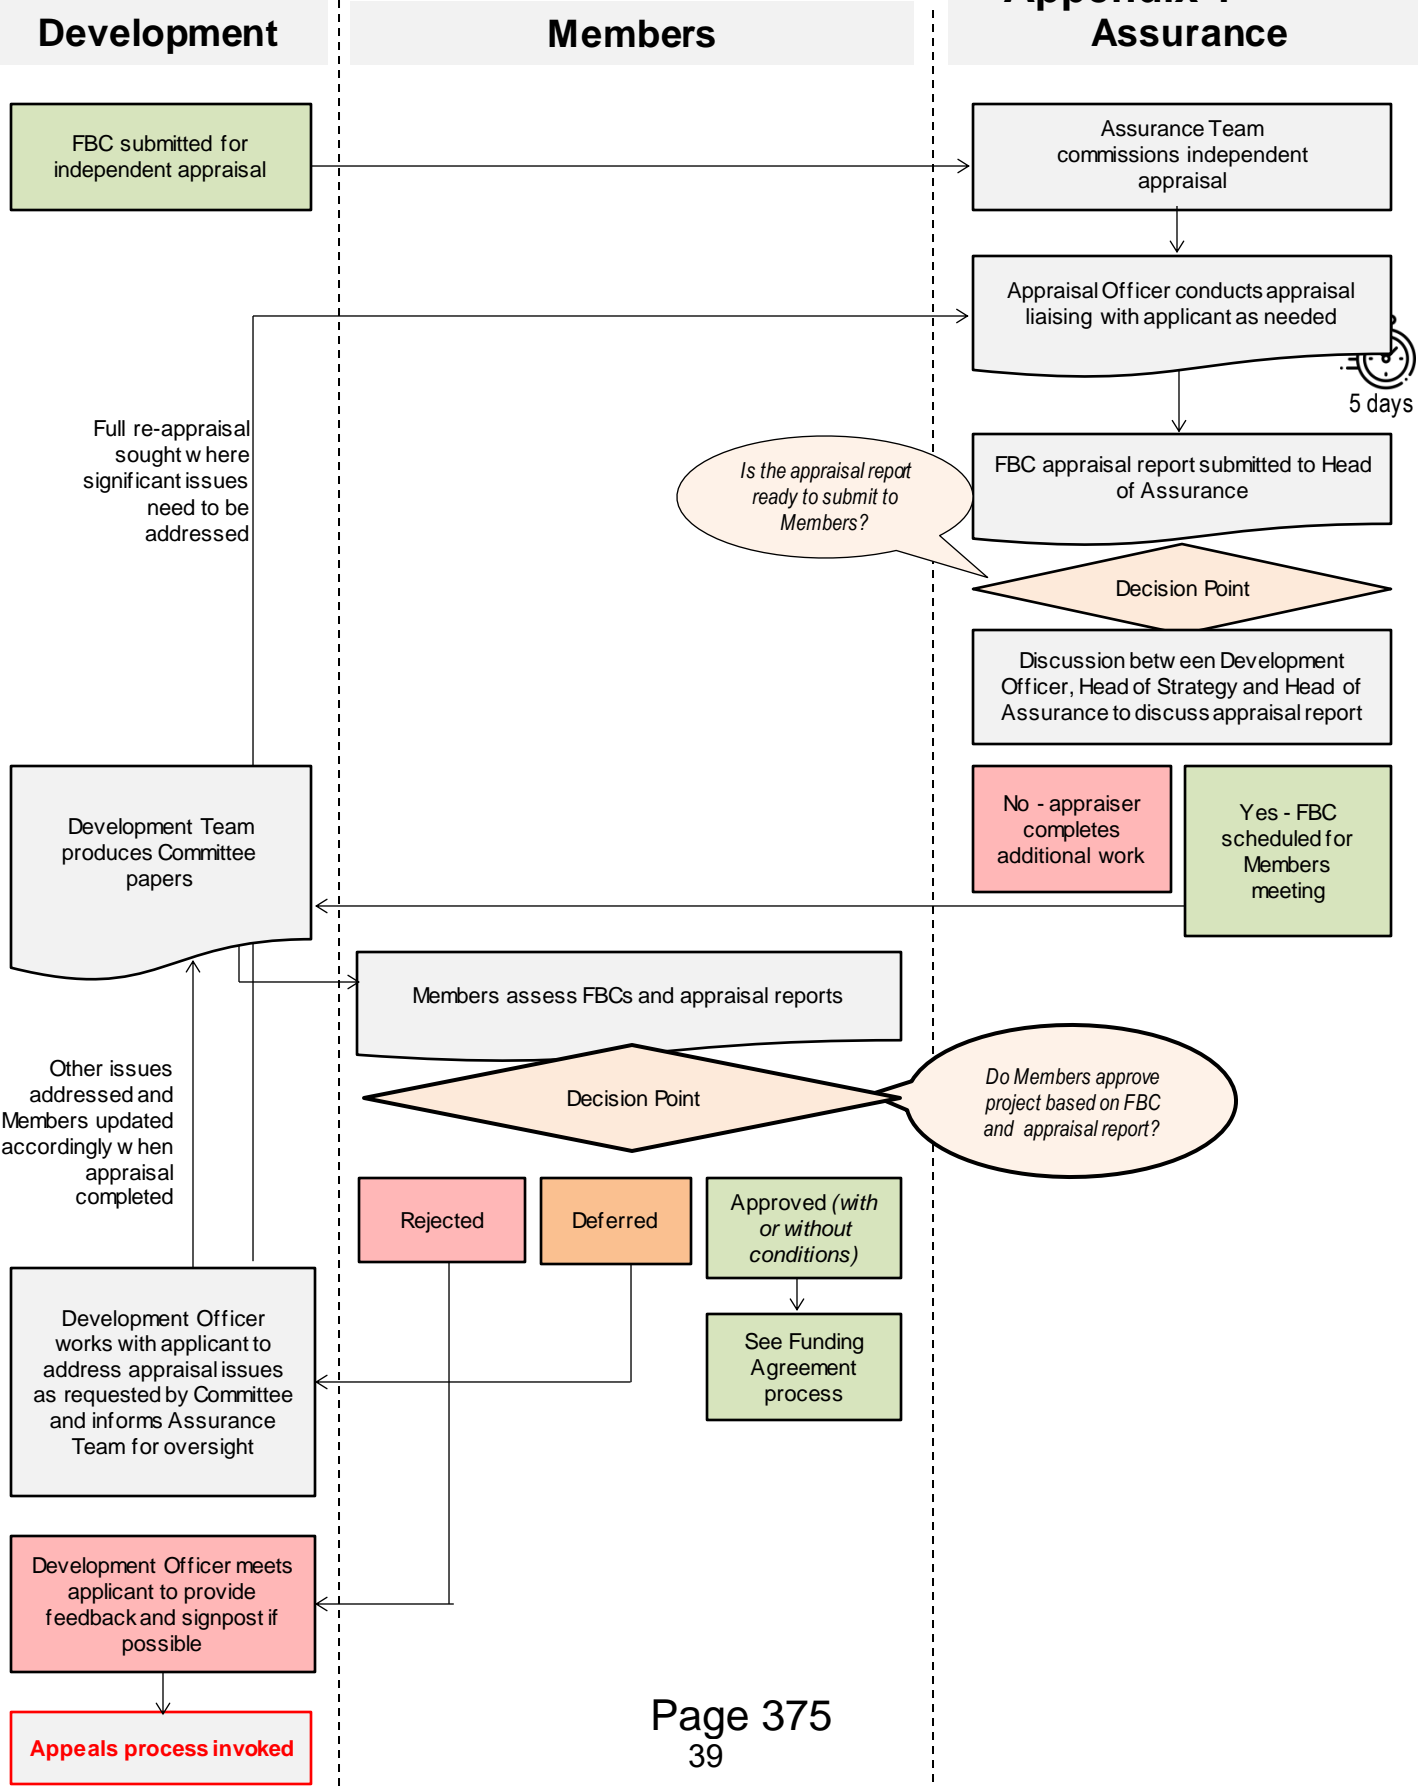 Development
Members
Assurance
FBC submitted for
independent appraisal
Assurance Team
commissions independent
appraisal
Appraisal Officer conducts appraisal
liaising with applicant as needed
5 days
Full re-appraisal
sought where
significant issues
need to be
addressed
Is the appraisal report
ready to submit to
Members?
FBC appraisal report submitted to Head
of Assurance
Decision Point
Discussion between Development
Officer, Head of Strategy and Head of
Assurance to discuss appraisal report
Development Team
produces Committee
papers
No - appraiser
completes
additional work
Yes - FBC
scheduled for
Members
meeting
Members assess FBCs and appraisal reports
Other issues
addressed and
Members updated
accordingly when
appraisal
completed
Decision Point
Do Members approve
project based on FBC
and appraisal report?
Rejected
Deferred
Approved (with
or without
conditions)
Development Officer
works with applicant to
address appraisal issues
as requested by Committee
and informs Assurance
Team for oversight
See Funding
Agreement
process
Development Officer meets
applicant to provide
feedback and signpost if
possible
Appeals process invoked
Page 375
39